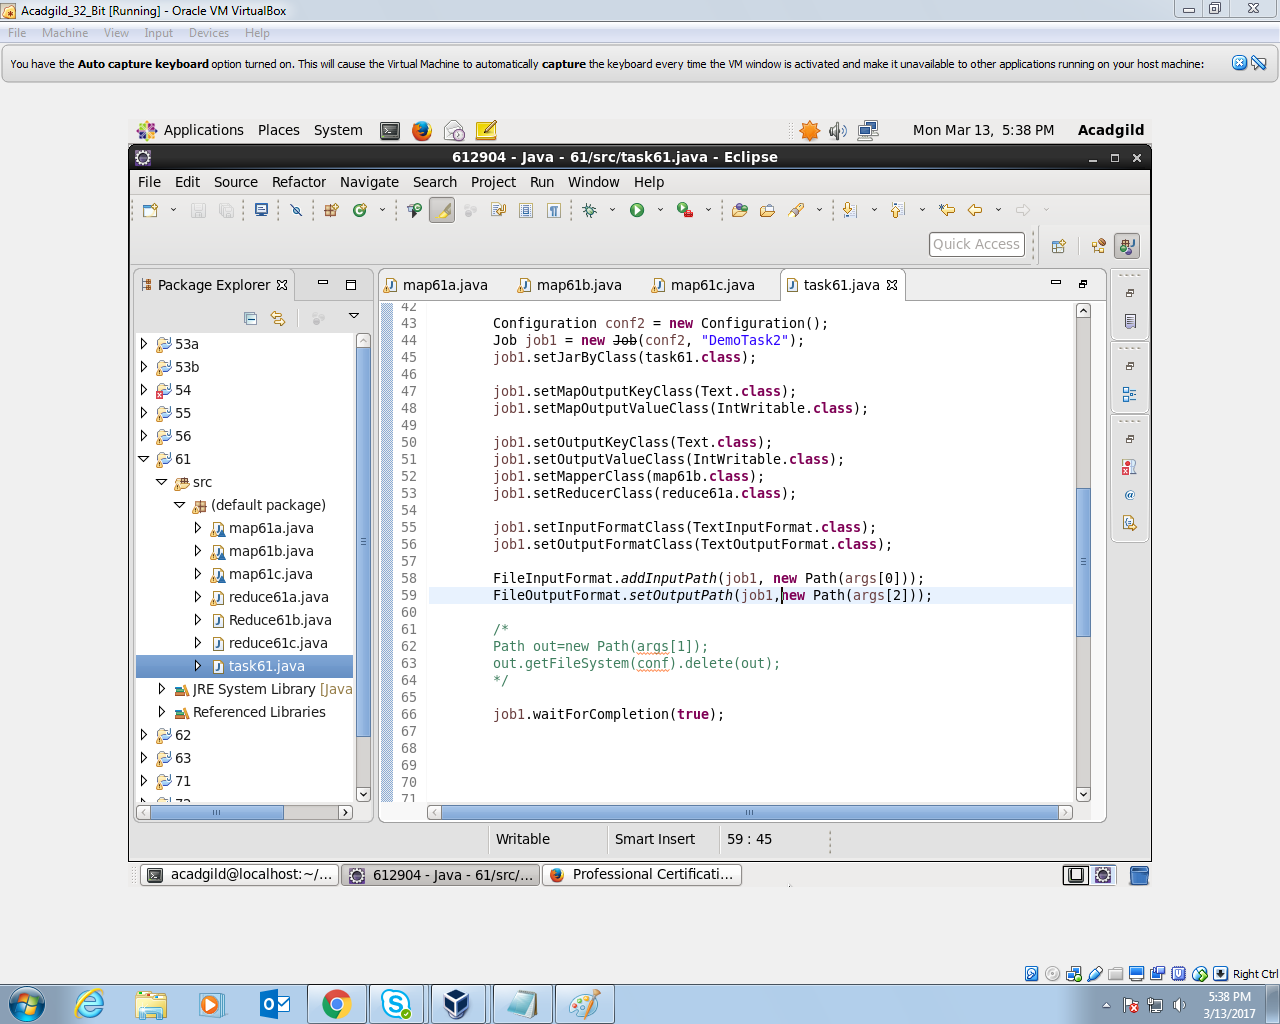 Acadgild_32_Bit [Running] - Oracle VM VirtualBox
File Machine View Input Devices Help
You have the Auto capture keyboard option turned on. This will cause the Virtual Machine to automatically capture the keyboard every time the VM window is activated and make it unavailable to other applications running on your host machine:
Applications Places System Mon Mar 13, 5:38 PM Acadgild
612904 - Java - 61/src/task61.java - Eclipse
File Edit Source Refactor Navigate Search Project Run Window Help
Quick Access
Package Explorer
53a
53b
54
55
56
61
src
(default package)
map61a.java
map61b.java
map61c.java
reduce61a.java
Reduce61b.java
reduce61c.java
task61.java
JRE System Library [Java
Referenced Libraries
62
63
71
map61a.java map61b.java map61c.java task61.java
42
43 Configuration conf2 = new Configuration();
44 Job job1 = new Job(conf2, "DemoTask2");
45 job1.setJarByClass(task61.class);
46
47 job1.setMapOutputKeyClass(Text.class);
48 job1.setMapOutputValueClass(IntWritable.class);
49
50 job1.setOutputKeyClass(Text.class);
51 job1.setOutputValueClass(IntWritable.class);
52 job1.setMapperClass(map61b.class);
53 job1.setReducerClass(reduce61a.class);
54
55 job1.setInputFormatClass(TextInputFormat.class);
56 job1.setOutputFormatClass(TextOutputFormat.class);
57
58 FileInputFormat.addInputPath(job1, new Path(args[0]));
59 FileOutputFormat.setOutputPath(job1,new Path(args[2]));
60
61 /*
62 Path out=new Path(args[1]);
63 out.getFileSystem(conf).delete(out);
64 */
65
66 job1.waitForCompletion(true);
67
68
69
70
71
Writable Smart Insert 59 : 45
acadgild@localhost:~/... 612904 - Java - 61/src/... Professional Certificati...
Right Ctrl
5:38 PM
3/13/2017